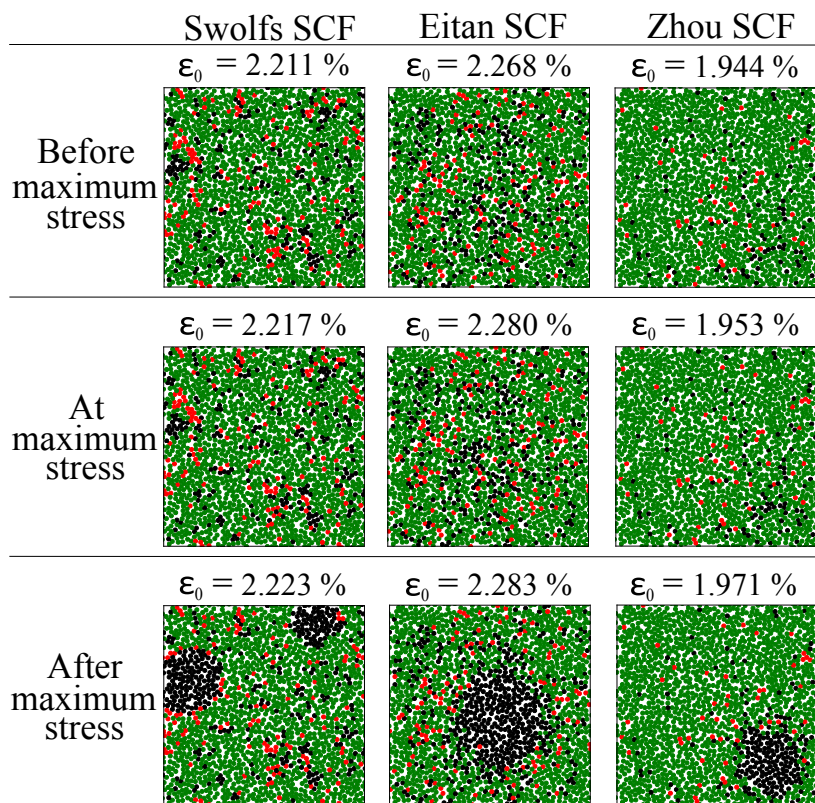 Swolfs SCF Eitan SCF Zhou SCF
ε₀ = 2.211 % ε₀ = 2.268 % ε₀ = 1.944 %
Before
maximum
stress
ε₀ = 2.217 % ε₀ = 2.280 % ε₀ = 1.953 %
At
maximum
stress
ε₀ = 2.223 % ε₀ = 2.283 % ε₀ = 1.971 %
After
maximum
stress